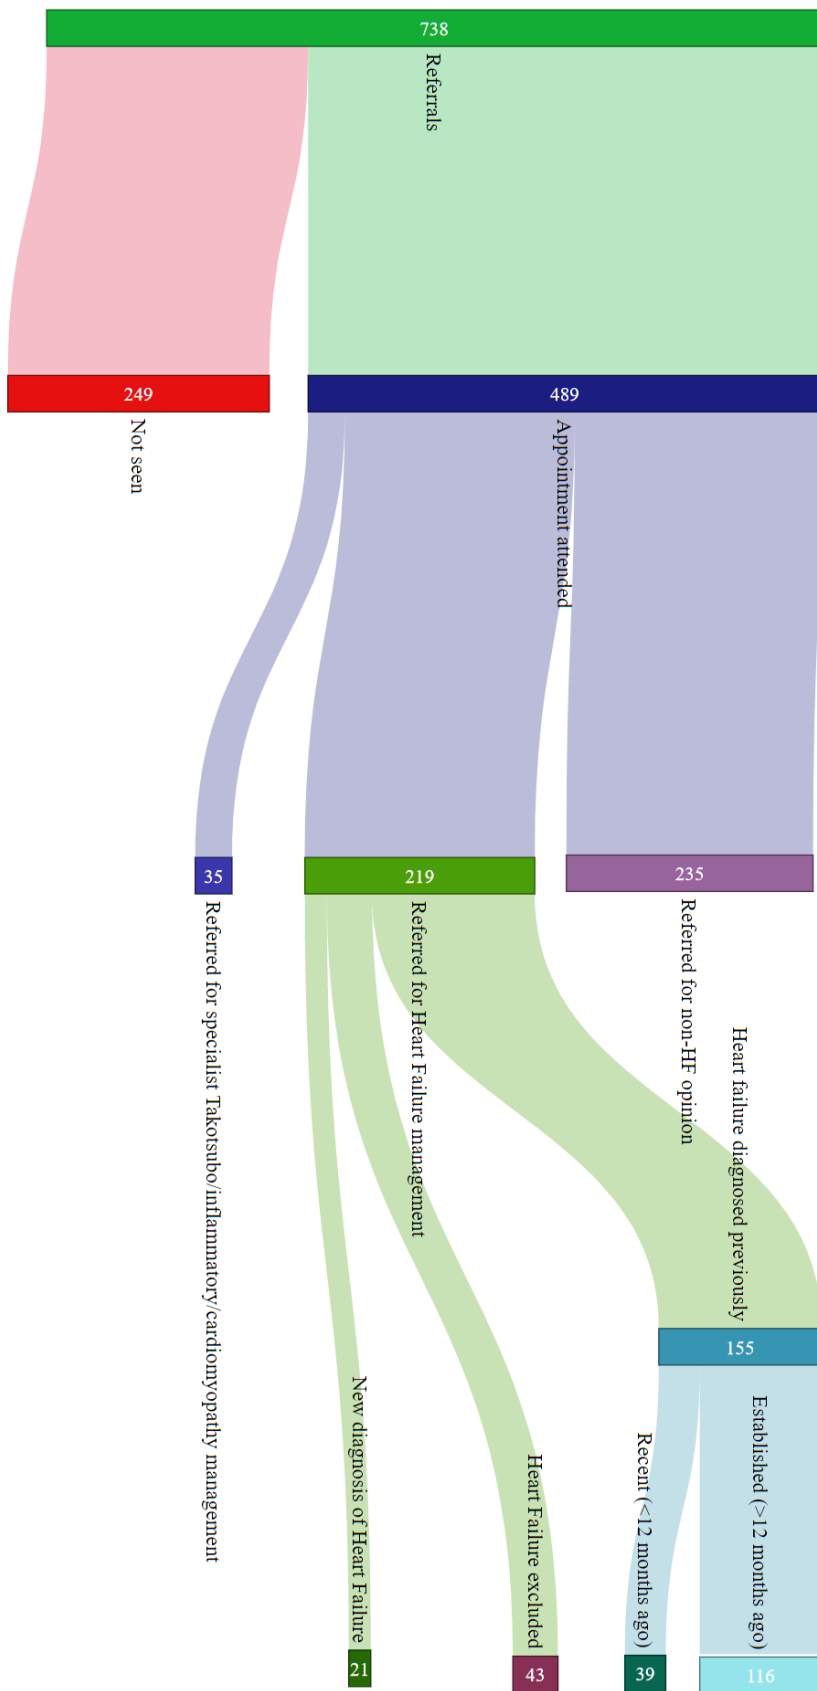 738
Referrals
249
489
Not seen
Appointment attended
35
219
235
Referred for specialist Takotsubo/inflammatory/cardiomyopathy management
Referred for Heart Failure management
Referred for non-HF opinion
Heart failure diagnosed previously
155
New diagnosis of Heart Failure
Heart Failure excluded
Recent (<12 months ago)
Established (>12 months ago)
21
43
39
116